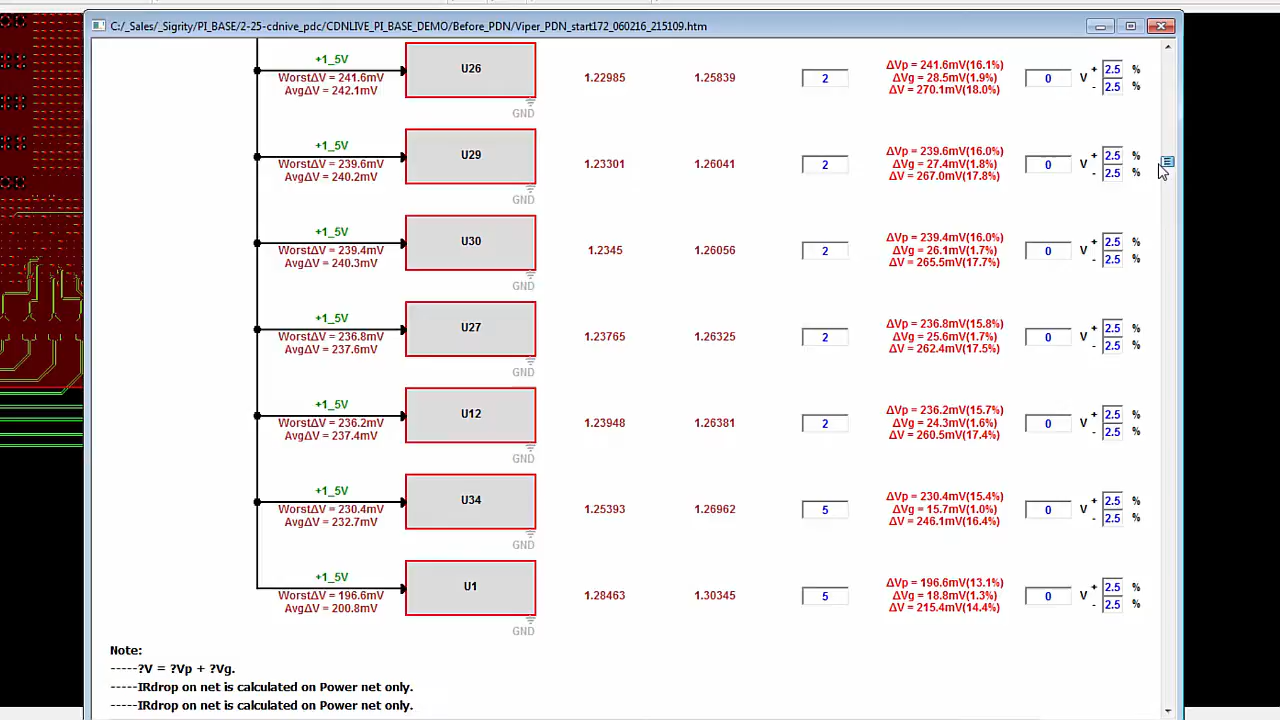 C:/_Sales/_Sigrity/PI_BASE/2-25-cdnive_pdc/CDNLIVE_PI_BASE_DEMO/Before_PDN/Viper_PDN_start172_060216_215109.htm
+1_5V
WorstΔV = 241.6mV
AvgΔV = 242.1mV
U26
GND
1.22985
1.25839
2
ΔVp = 241.6mV(16.1%)
ΔVg = 28.5mV(1.9%)
ΔV = 270.1mV(18.0%)
0 V + 2.5 %
- 2.5 %
+1_5V
WorstΔV = 239.6mV
AvgΔV = 240.2mV
U29
GND
1.23301
1.26041
2
ΔVp = 239.6mV(16.0%)
ΔVg = 27.4mV(1.8%)
ΔV = 267.0mV(17.8%)
0 V + 2.5 %
- 2.5 %
+1_5V
WorstΔV = 239.4mV
AvgΔV = 240.3mV
U30
GND
1.2345
1.26056
2
ΔVp = 239.4mV(16.0%)
ΔVg = 26.1mV(1.7%)
ΔV = 265.5mV(17.7%)
0 V + 2.5 %
- 2.5 %
+1_5V
WorstΔV = 236.8mV
AvgΔV = 237.6mV
U27
GND
1.23765
1.26325
2
ΔVp = 236.8mV(15.8%)
ΔVg = 25.6mV(1.7%)
ΔV = 262.4mV(17.5%)
0 V + 2.5 %
- 2.5 %
+1_5V
WorstΔV = 236.2mV
AvgΔV = 237.4mV
U12
GND
1.23948
1.26381
2
ΔVp = 236.2mV(15.7%)
ΔVg = 24.3mV(1.6%)
ΔV = 260.5mV(17.4%)
0 V + 2.5 %
- 2.5 %
+1_5V
WorstΔV = 230.4mV
AvgΔV = 232.7mV
U34
GND
1.25393
1.26962
5
ΔVp = 230.4mV(15.4%)
ΔVg = 15.7mV(1.0%)
ΔV = 246.1mV(16.4%)
0 V + 2.5 %
- 2.5 %
+1_5V
WorstΔV = 196.6mV
AvgΔV = 200.8mV
U1
GND
1.28463
1.30345
5
ΔVp = 196.6mV(13.1%)
ΔVg = 18.8mV(1.3%)
ΔV = 215.4mV(14.4%)
0 V + 2.5 %
- 2.5 %
Note:
-----?V = ?Vp + ?Vg.
-----IRdrop on net is calculated on Power net only.
-----IRdrop on net is calculated on Power net only.